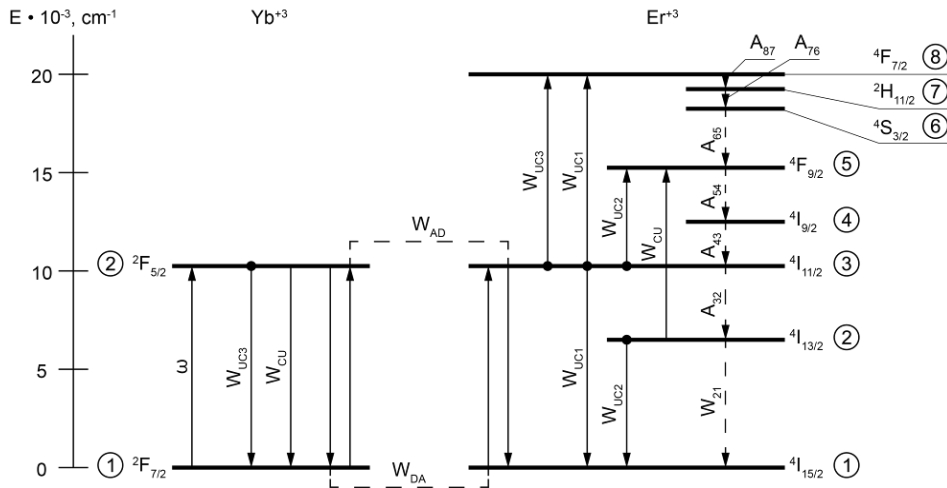 E • 10⁻³, cm⁻¹
Yb⁺³
Er⁺³
20
15
10
5
0
② ²F₅/₂
① ²F₇/₂
ω
W_UC3
W_CU
W_AD
W_DA
W_UC3
W_UC1
W_UC1
W_UC2
W_UC2
W_CU
A₈₇
A₇₆
A₆₅
A₅₄
A₄₃
A₃₂
W₂₁
⁴F₇/₂ ⑧
²H₁₁/₂ ⑦
⁴S₃/₂ ⑥
⁴F₉/₂ ⑤
⁴I₉/₂ ④
⁴I₁₁/₂ ③
⁴I₁₃/₂ ②
⁴I₁₅/₂ ①